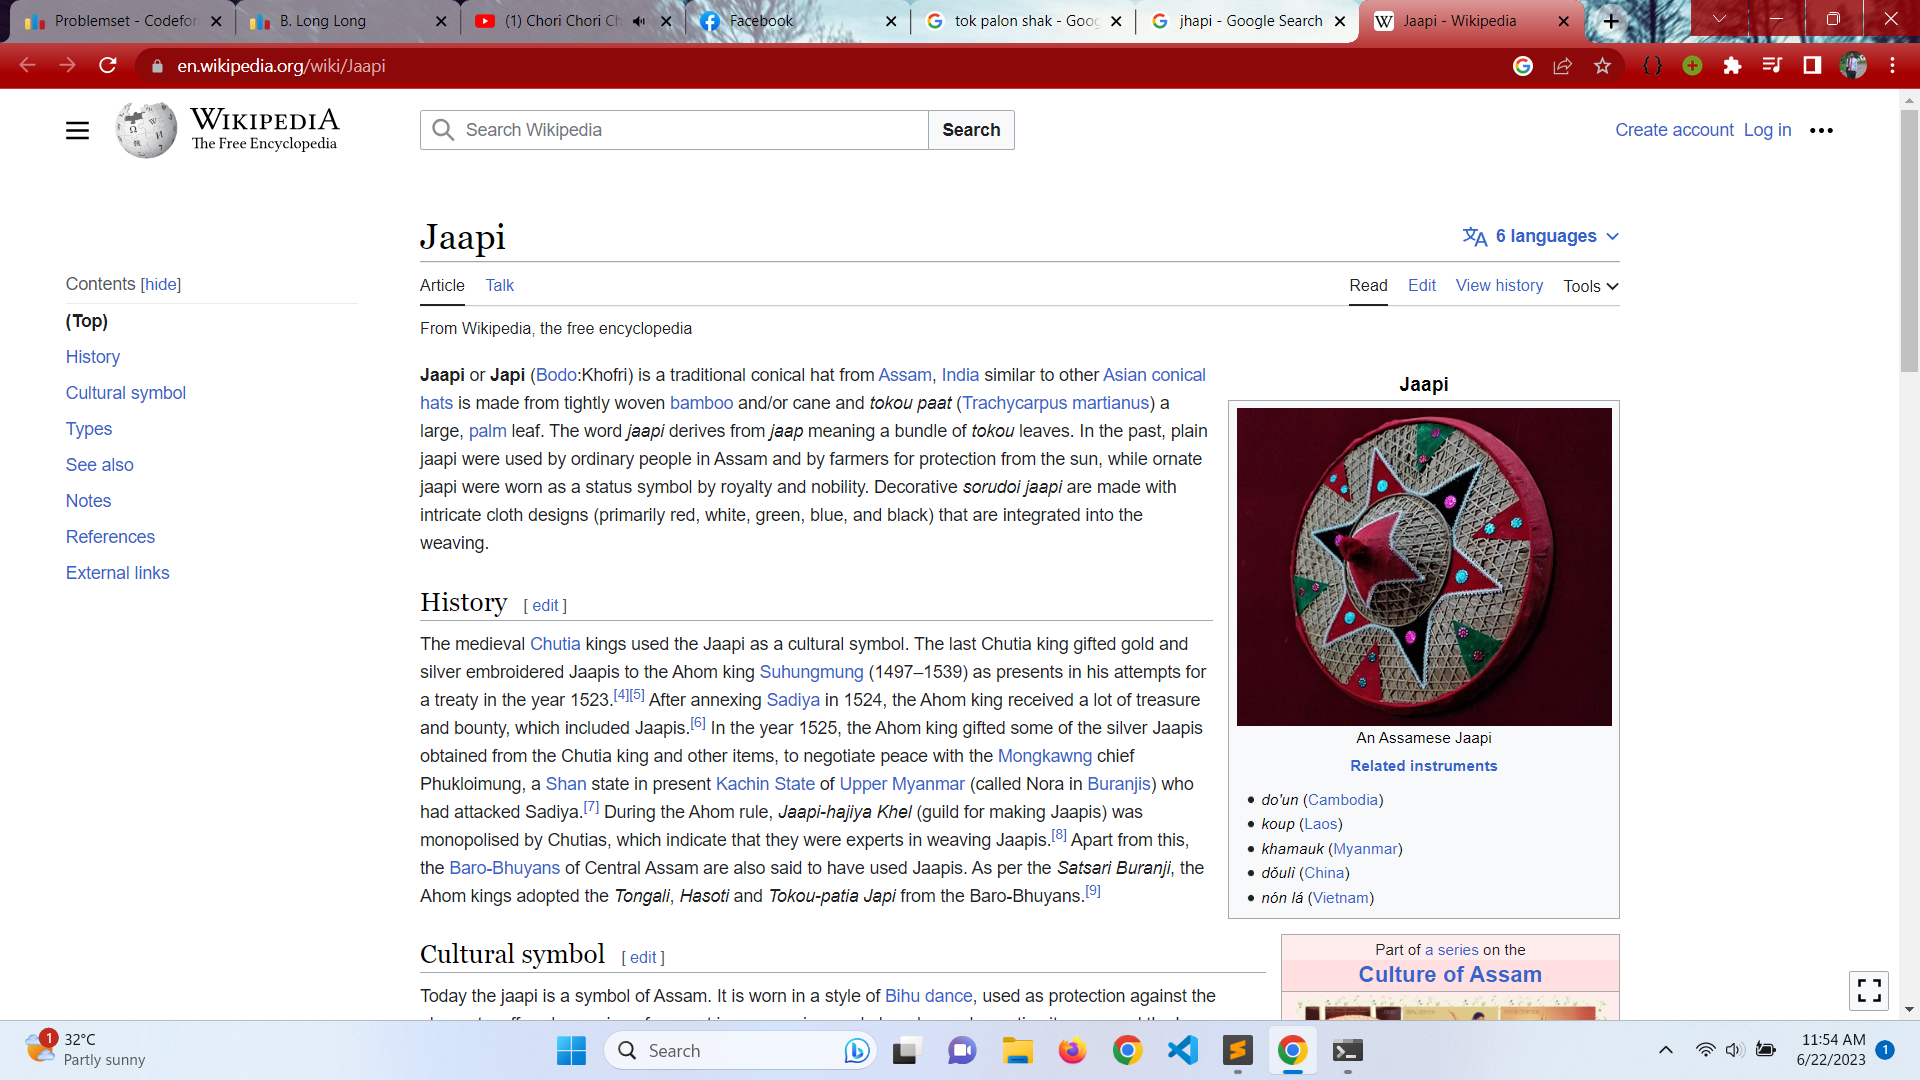 Problemset - Codefor
B. Long Long
(1) Chori Chori Ch
Facebook
tok palon shak - Goog
jhapi - Google Search
Jaapi - Wikipedia
en.wikipedia.org/wiki/Jaapi
WIKIPEDIA
The Free Encyclopedia
Search Wikipedia
Search
Create account Log in
Jaapi
6 languages
Contents [hide]
(Top)
History
Cultural symbol
Types
See also
Notes
References
External links
Article Talk
Read Edit View history Tools
From Wikipedia, the free encyclopedia
Jaapi or Japi (Bodo:Khofri) is a traditional conical hat from Assam, India similar to other Asian conical
hats is made from tightly woven bamboo and/or cane and tokou paat (Trachycarpus martianus) a
large, palm leaf. The word jaapi derives from jaap meaning a bundle of tokou leaves. In the past, plain
jaapi were used by ordinary people in Assam and by farmers for protection from the sun, while ornate
jaapi were worn as a status symbol by royalty and nobility. Decorative sorudoi jaapi are made with
intricate cloth designs (primarily red, white, green, blue, and black) that are integrated into the
weaving.
History [ edit ]
The medieval Chutia kings used the Jaapi as a cultural symbol. The last Chutia king gifted gold and
silver embroidered Jaapis to the Ahom king Suhungmung (1497–1539) as presents in his attempts for
a treaty in the year 1523.[4][5] After annexing Sadiya in 1524, the Ahom king received a lot of treasure
and bounty, which included Jaapis.[6] In the year 1525, the Ahom king gifted some of the silver Jaapis
obtained from the Chutia king and other items, to negotiate peace with the Mongkawng chief
Phukloimung, a Shan state in present Kachin State of Upper Myanmar (called Nora in Buranjis) who
had attacked Sadiya.[7] During the Ahom rule, Jaapi-hajiya Khel (guild for making Jaapis) was
monopolised by Chutias, which indicate that they were experts in weaving Jaapis.[8] Apart from this,
the Baro-Bhuyans of Central Assam are also said to have used Jaapis. As per the Satsari Buranji, the
Ahom kings adopted the Tongali, Hasoti and Tokou-patia Japi from the Baro-Bhuyans.[9]
Cultural symbol [ edit ]
Today the jaapi is a symbol of Assam. It is worn in a style of Bihu dance, used as protection against the
Jaapi
An Assamese Jaapi
Related instruments
• do'un (Cambodia)
• koup (Laos)
• khamauk (Myanmar)
• dǒulì (China)
• nón lá (Vietnam)
Part of a series on the
Culture of Assam
1
32°C
Partly sunny
Search
11:54 AM
6/22/2023
1